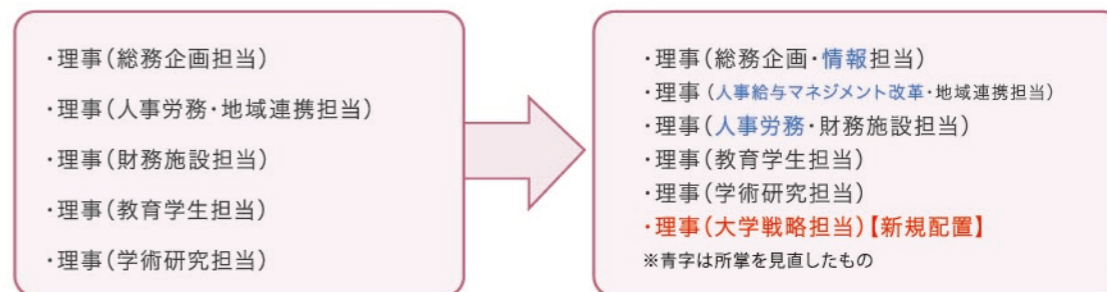 ・理事(総務企画担当)
・理事(人事労務・地域連携担当)
・理事(財務施設担当)
・理事(教育学生担当)
・理事(学術研究担当)
・理事(総務企画・情報担当)
・理事(人事給与マネジメント改革・地域連携担当)
・理事(人事労務・財務施設担当)
・理事(教育学生担当)
・理事(学術研究担当)
・理事(大学戦略担当)【新規配置】
※青字は所掌を見直したもの